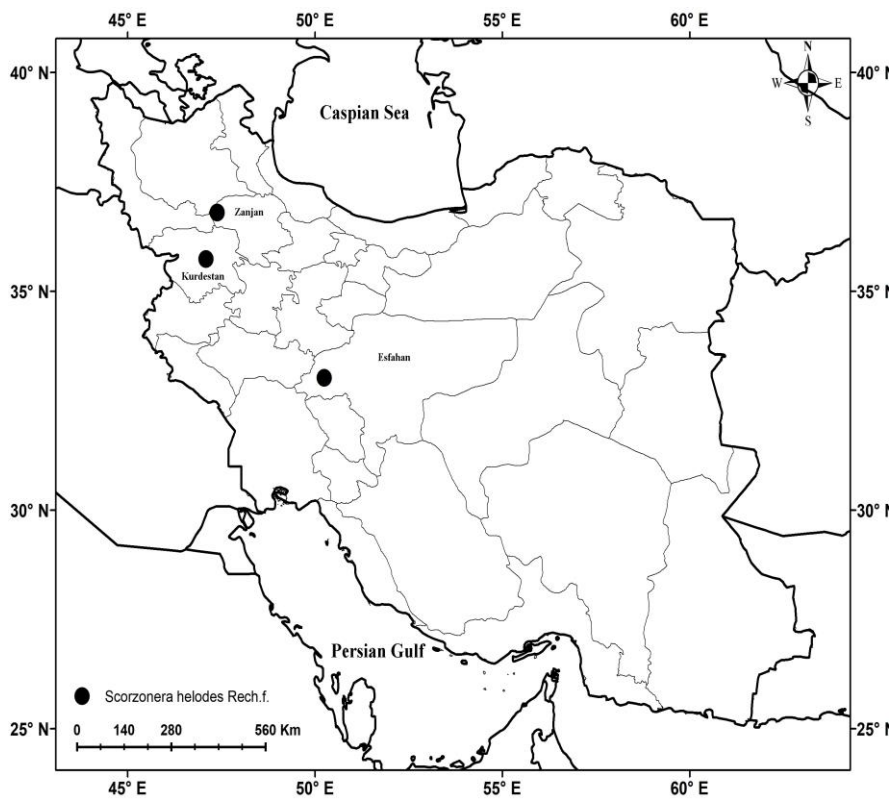 45° E 50° E 55° E 60° E
40° N 40° N
N
W E
S
Caspian Sea
Zanjan
Kurdestan
35° N 35° N
Esfahan
30° N 30° N
Persian Gulf
Scorzonera helodes Rech.f.
0 140 280 560 Km
25° N 25° N
45° E 50° E 55° E 60° E